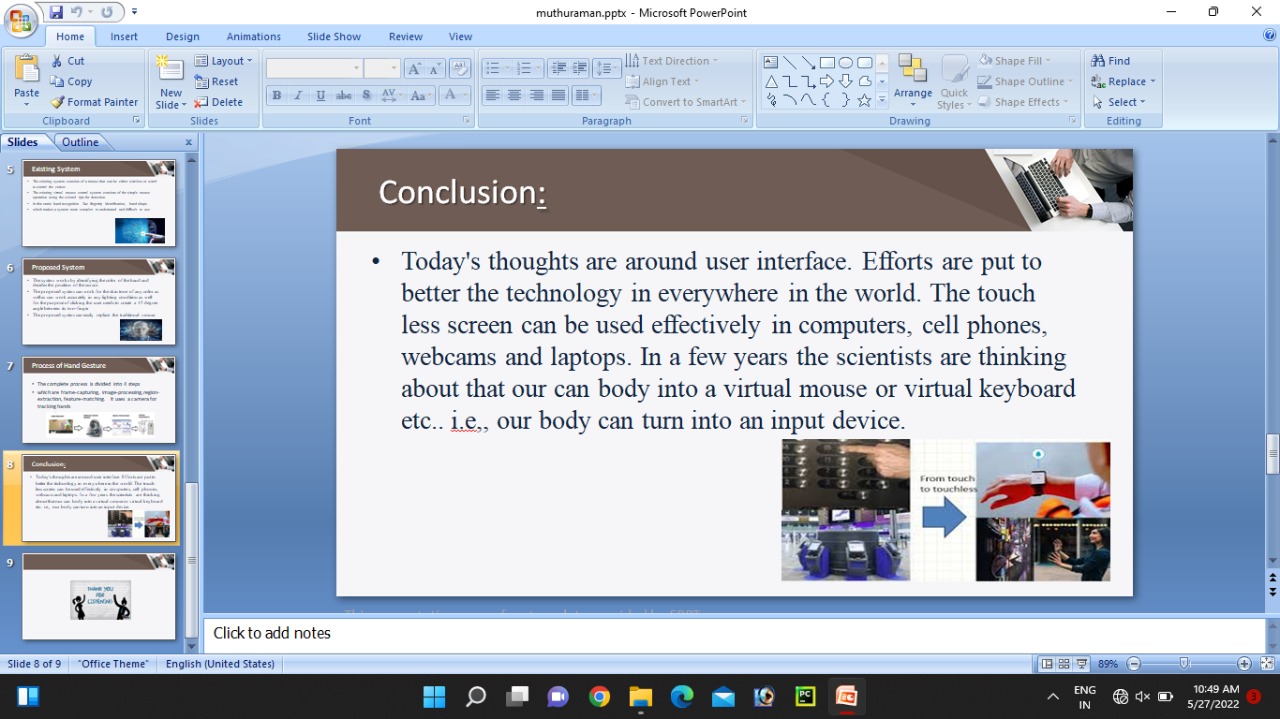 muthuraman.pptx - Microsoft PowerPoint
Home Insert Design Animations Slide Show Review View
Paste
Cut
Copy
Format Painter
Clipboard
New
Slide
Layout
Reset
Delete
Slides
Font
Text Direction
Align Text
Convert to SmartArt
Paragraph
Arrange
Quick
Styles
Shape Fill
Shape Outline
Shape Effects
Drawing
Find
Replace
Select
Editing
Slides Outline
5
Existing System
6
Proposed System
7
Process of Hand Gesture
• The complete process is divided into 4 steps
• which are frame-capturing, image-processing, region-
extraction, feature-matching. It uses a camera for
tracking hands
8
Conclusion:
9
THANK YOU
FOR
LISTENING!
Conclusion:
• Today's thoughts are around user interface. Efforts are put to
better the technology in everywhere in the world. The touch
less screen can be used effectively in computers, cell phones,
webcams and laptops. In a few years the scientists are thinking
about that our can body into a virtual mouse or virtual keyboard
etc.. i.e,, our body can turn into an input device.
From touch
to touchless
Click to add notes
Slide 8 of 9 "Office Theme" English (United States)
89%
ENG
IN
10:49 AM
5/27/2022
3